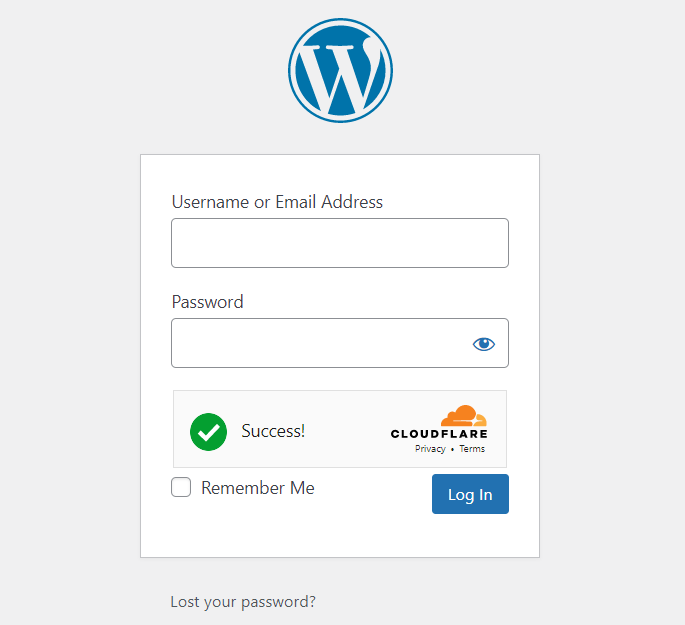 Username or Email Address
Password
Success!
CLOUDFLARE
Privacy • Terms
Remember Me
Log In
Lost your password?